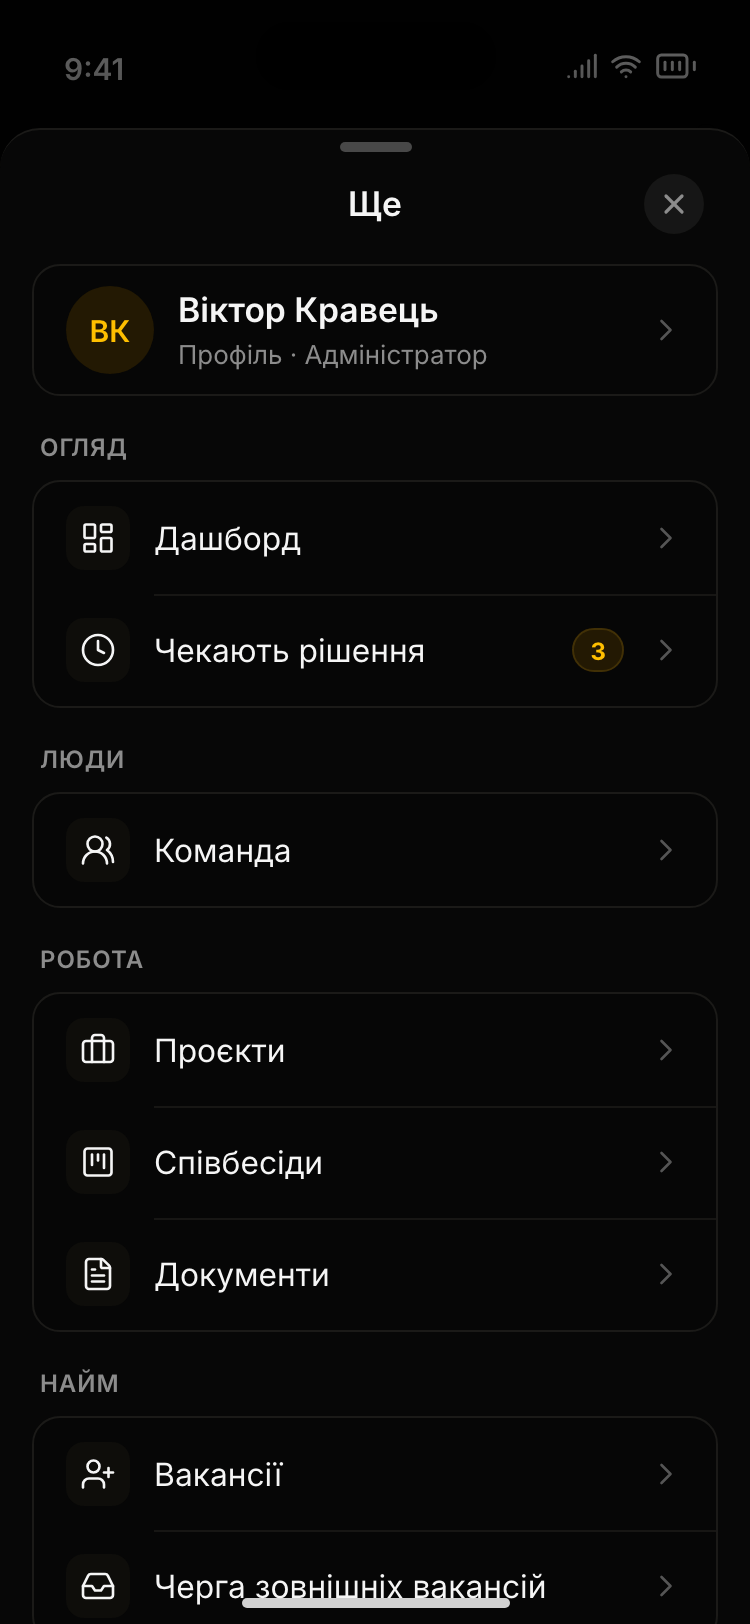 9:41
Ще
ВК
Віктор Кравець
Профіль · Адміністратор
ОГЛЯД
Дашборд
Чекають рішення
3
ЛЮДИ
Команда
РОБОТА
Проєкти
Співбесіди
Документи
НАЙМ
Вакансії
Черга зовнішніх вакансій